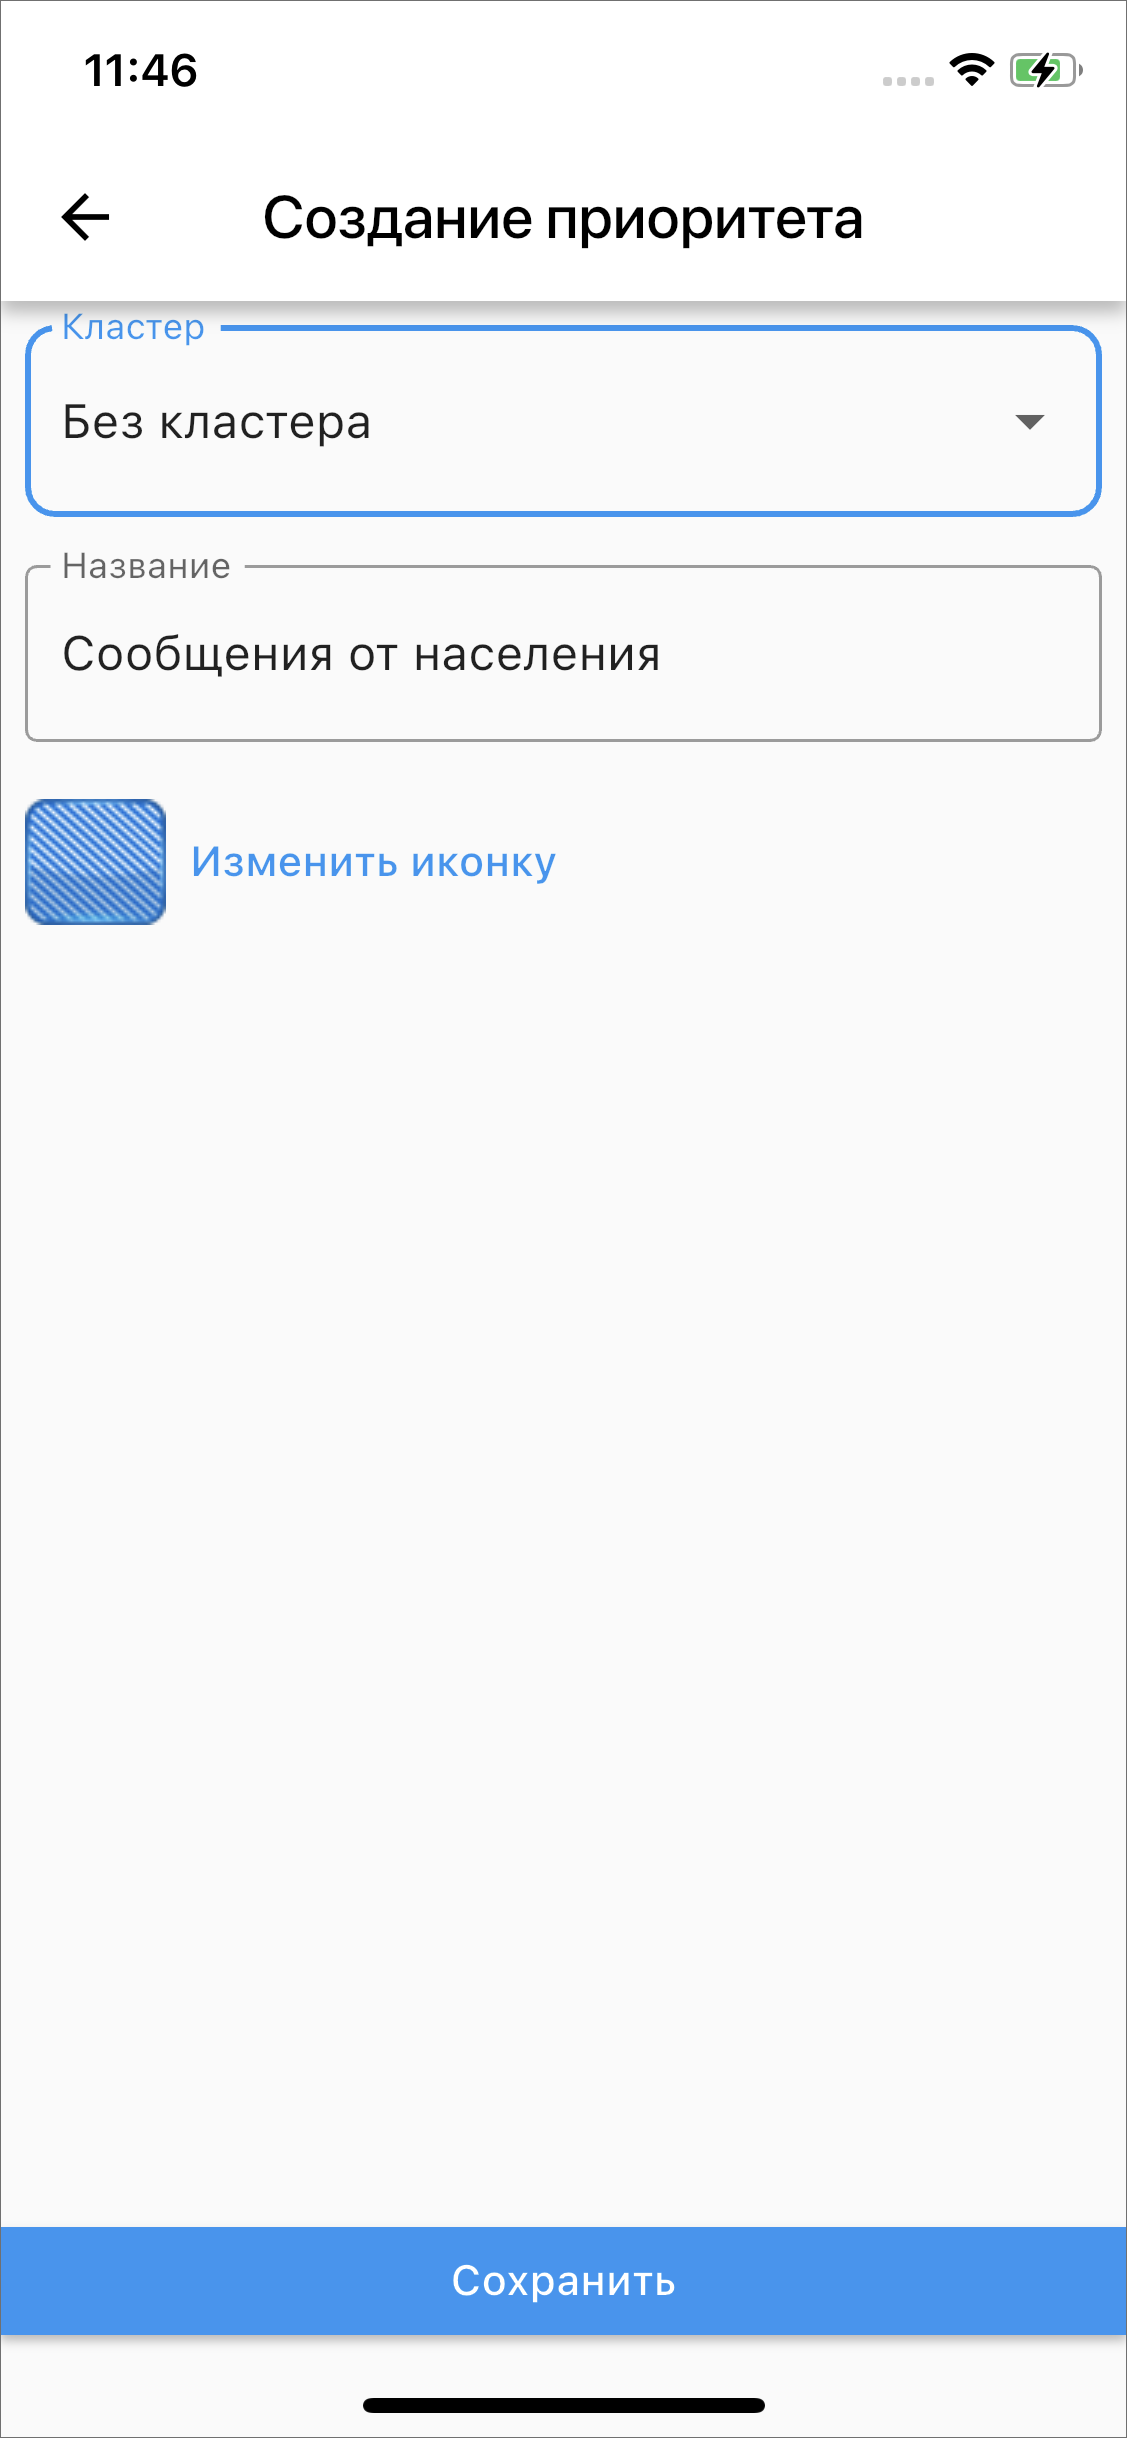 11:46
Создание приоритета
Кластер
Без кластера
Название
Сообщения от населения
Изменить иконку
Сохранить